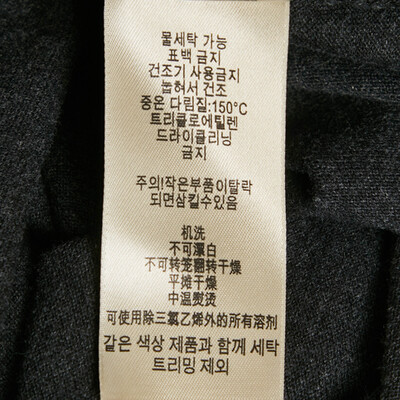 물세탁 가능
표백 금지
건조기 사용금지
눕혀서 건조
중온 다림질:150°C
트리클로에틸렌
드라이클리닝
금지
주의!작은부품이탈락
되면삼킬수있음
机洗
不可漂白
不可转笼翻转干燥
平摊干燥
中温熨烫
可使用除三氯乙烯外的所有溶剂
같은 색상 제품과 함께 세탁
트리밍 제외